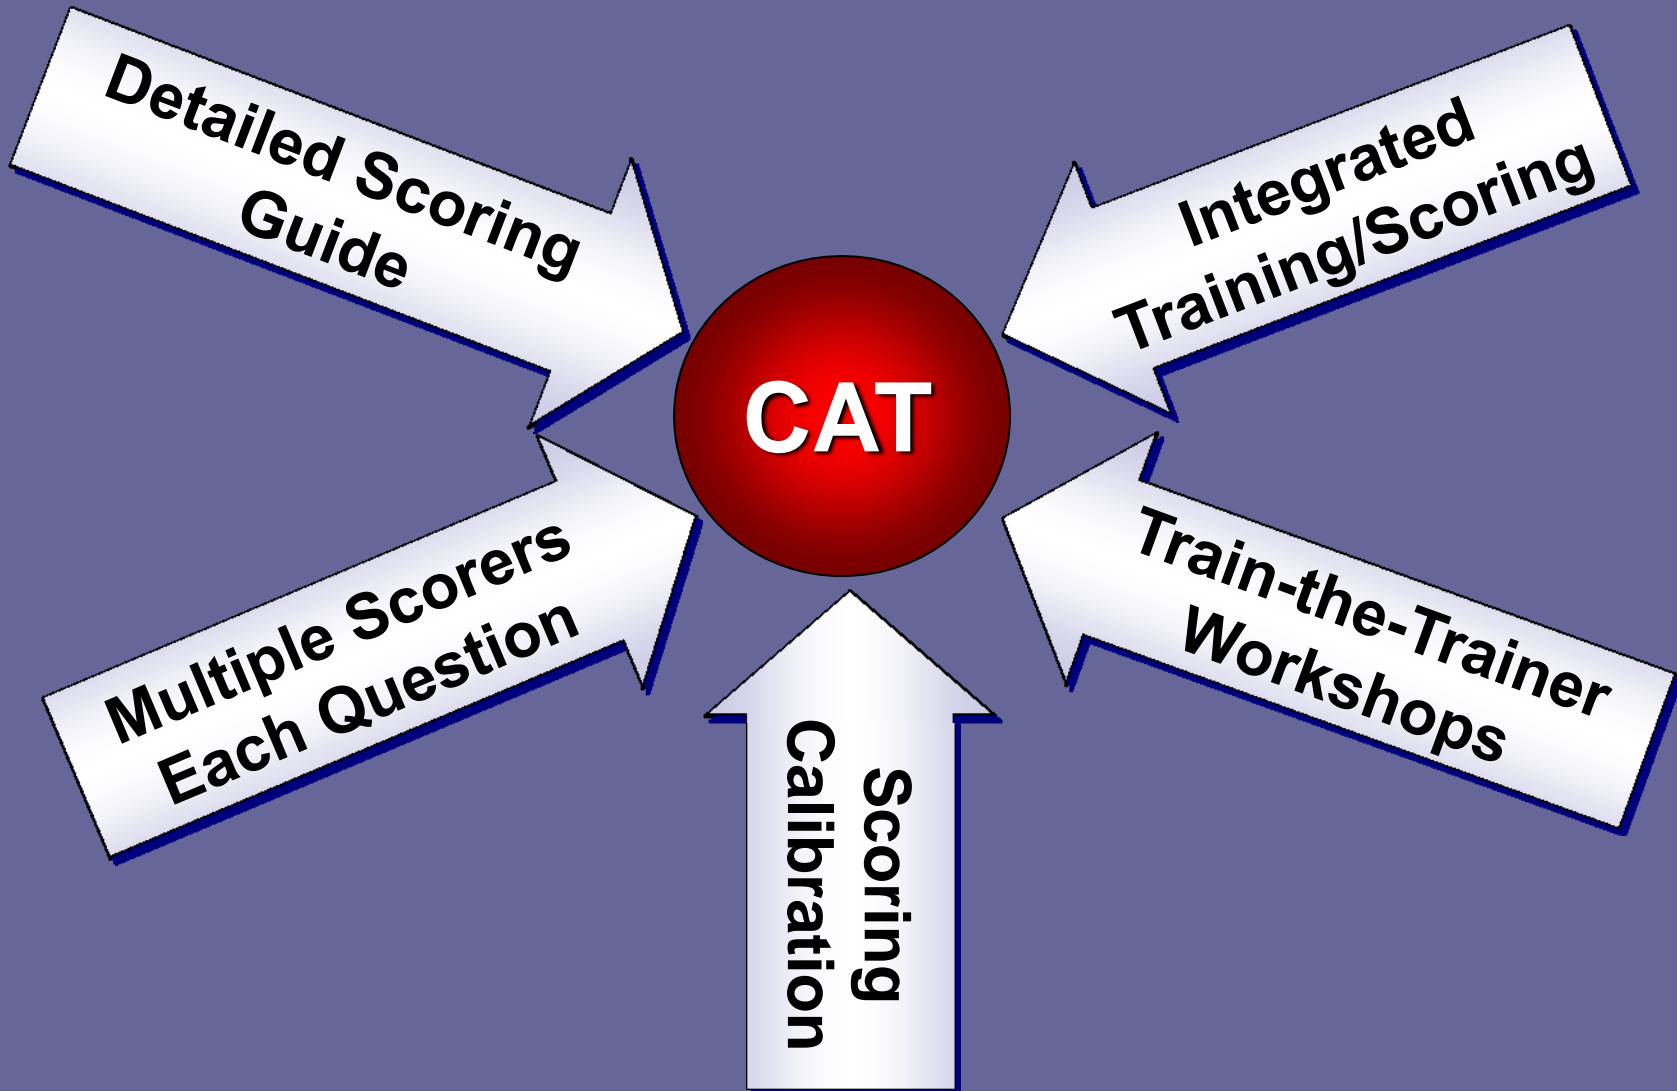 Detailed Scoring
Guide
Integrated
Training/Scoring
CAT
Multiple Scorers
Each Question
Train-the-Trainer
Workshops
Scoring
Calibration